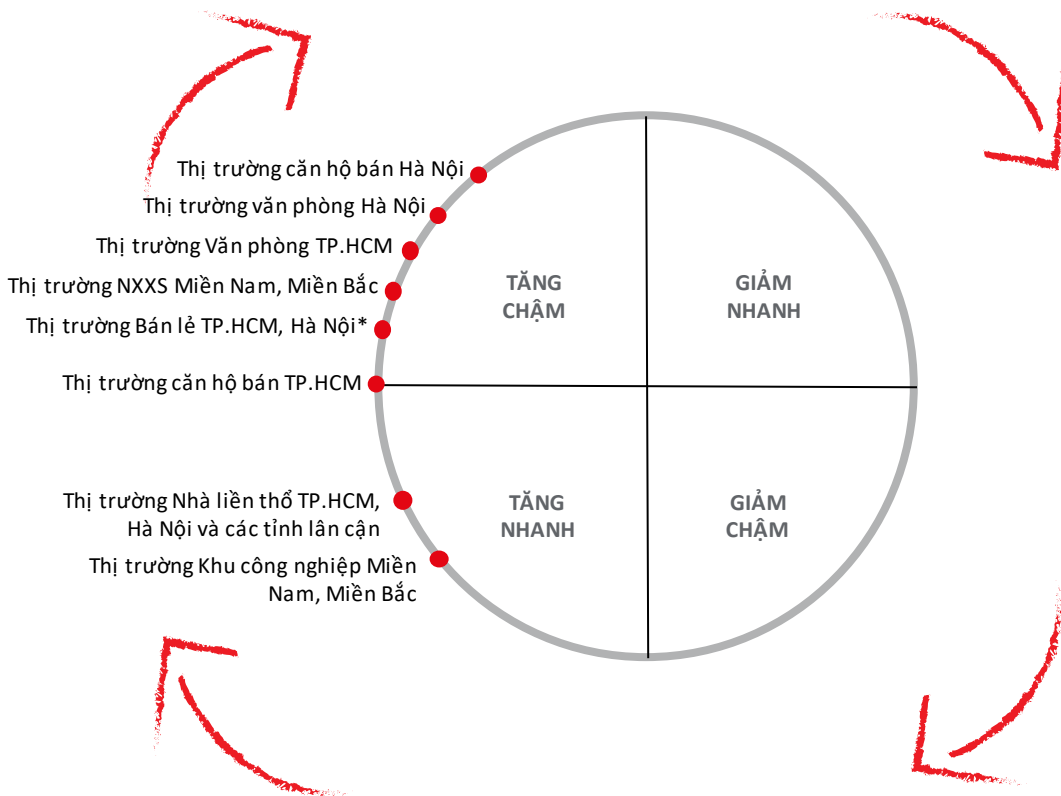 Thị trường căn hộ bán Hà Nội
Thị trường văn phòng Hà Nội
Thị trường Văn phòng TP.HCM
Thị trường NXXS Miền Nam, Miền Bắc
Thị trường Bán lẻ TP.HCM, Hà Nội*
Thị trường căn hộ bán TP.HCM
Thị trường Nhà liền thổ TP.HCM,
Hà Nội và các tỉnh lân cận
Thị trường Khu công nghiệp Miền
Nam, Miền Bắc
TĂNG
CHẬM
GIẢM
NHANH
TĂNG
NHANH
GIẢM
CHẬM